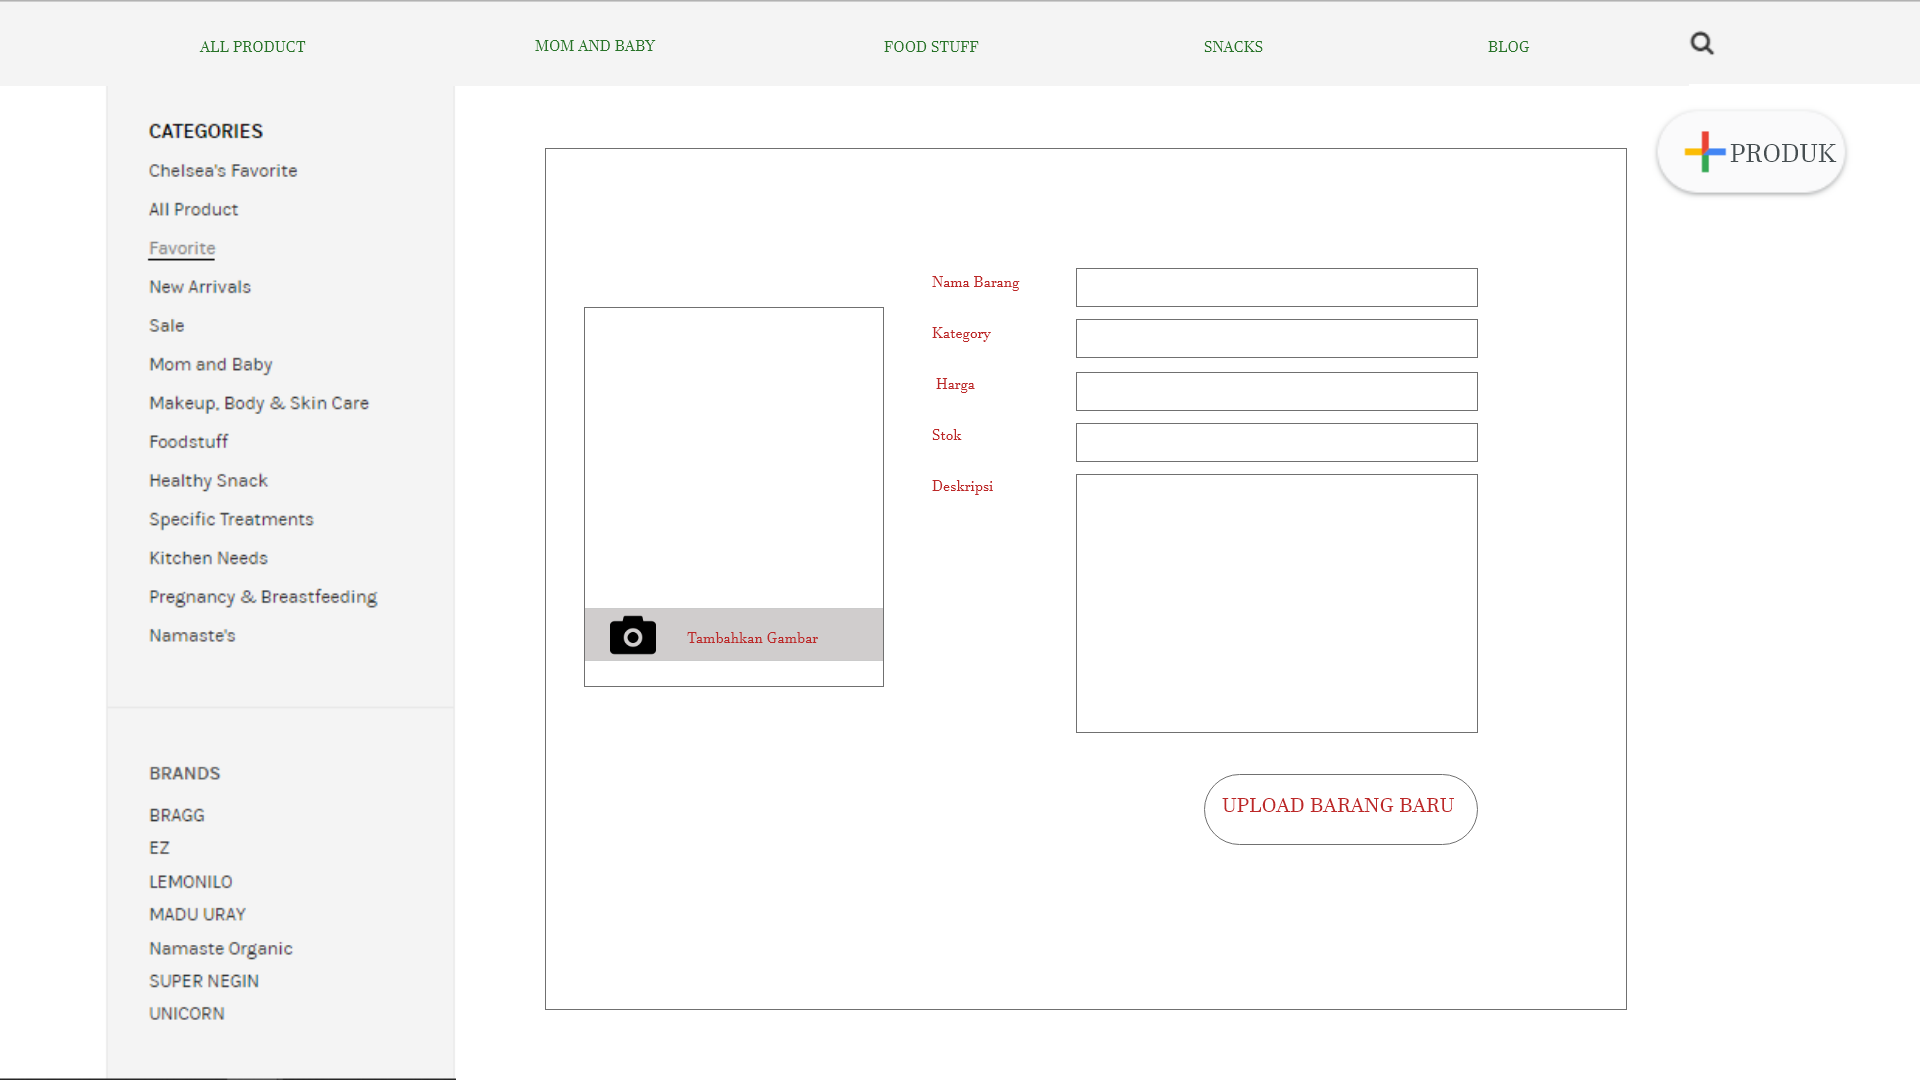 ALL PRODUCT
MOM AND BABY
FOOD STUFF
SNACKS
BLOG
CATEGORIES
Chelsea's Favorite
All Product
Favorite
New Arrivals
Sale
Mom and Baby
Makeup, Body & Skin Care
Foodstuff
Healthy Snack
Specific Treatments
Kitchen Needs
Pregnancy & Breastfeeding
Namaste's
BRANDS
BRAGG
EZ
LEMONILO
MADU URAY
Namaste Organic
SUPER NEGIN
UNICORN
Tambahkan Gambar
Nama Barang
Kategory
Harga
Stok
Deskripsi
UPLOAD BARANG BARU
PRODUK